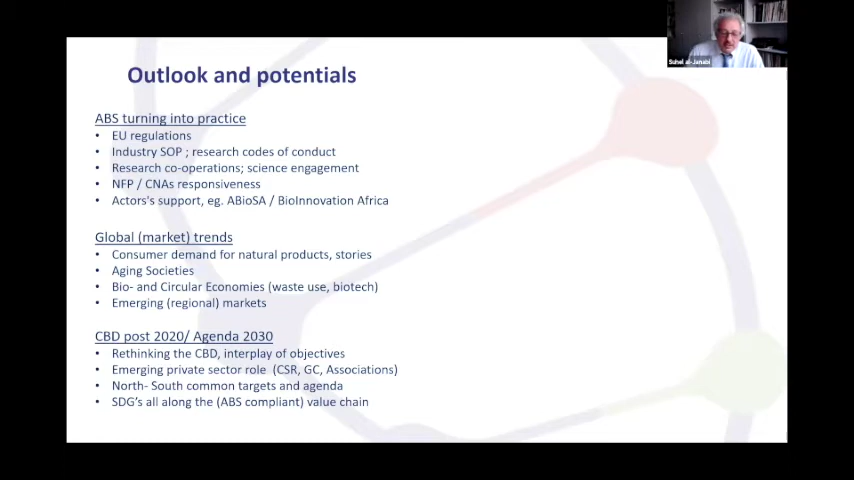 Outlook and potentials
Suhel al-Janabi
ABS turning into practice
• EU regulations
• Industry SOP ; research codes of conduct
• Research co-operations; science engagement
• NFP / CNAs responsiveness
• Actors's support, eg. ABioSA / BioInnovation Africa
Global (market) trends
• Consumer demand for natural products, stories
• Aging Societies
• Bio- and Circular Economies (waste use, biotech)
• Emerging (regional) markets
CBD post 2020/ Agenda 2030
• Rethinking the CBD, interplay of objectives
• Emerging private sector role (CSR, GC, Associations)
• North- South common targets and agenda
• SDG's all along the (ABS compliant) value chain